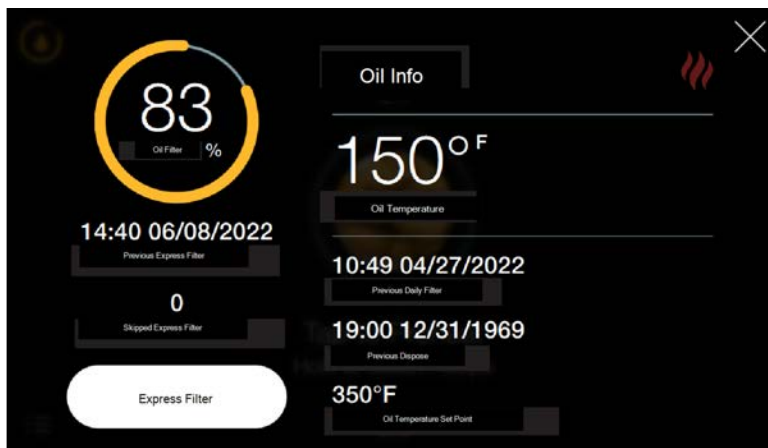 83
Oil Filter %
14:40 06/08/2022
Previous Express Filter
0
Skipped Express Filter
Express Filter
Oil Info
150° F
Oil Temperature
10:49 04/27/2022
Previous Daily Filter
19:00 12/31/1969
Previous Dispose
350°F
Oil Temperature Set Point